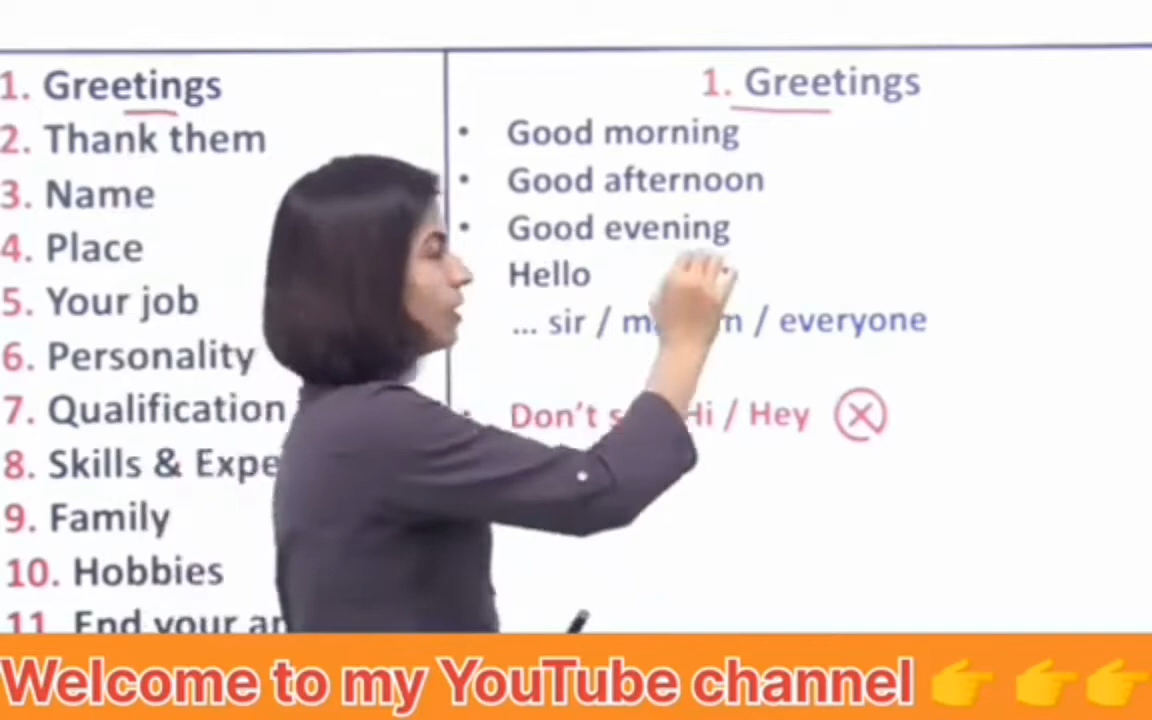 1. Greetings
2. Thank them
3. Name
4. Place
5. Your job
6. Personality
7. Qualification
8. Skills &
9. Family
10. Hobbies
11. End your
1. Greetings
• Good morning
• Good afternoon
• Good evening
Hello
... sir / / everyone
• Don't Hi / Hey
Welcome to my YouTube channel 👉 👉 👉